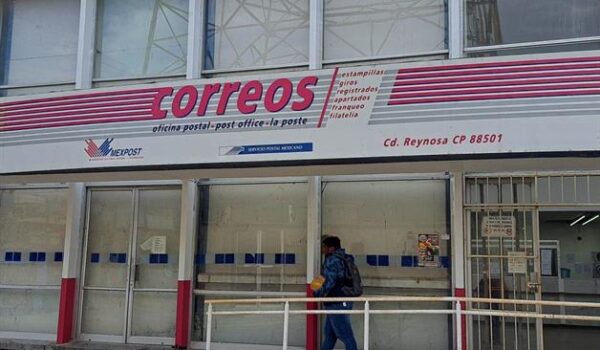 correos
oficina postal-post office-la poste
estampillas
giros
registrados
apartados
franqueo
filatelia
MEXPOST
SERVICIO POSTAL MEXICANO
Cd. Reynosa CP 88501